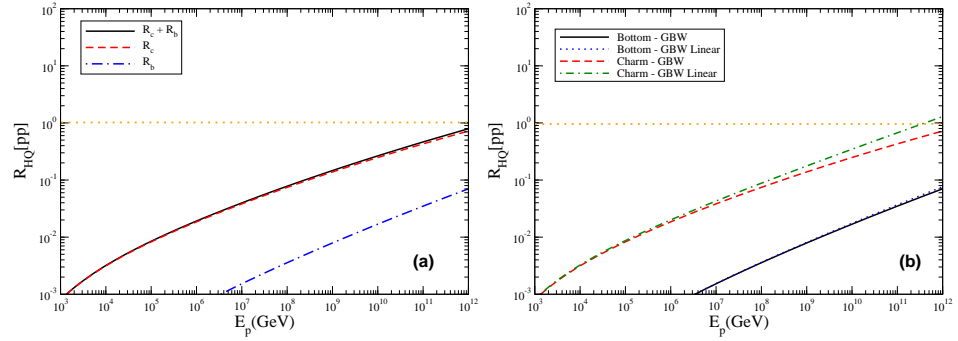 R_c + R_b
R_c
R_b
10^2
10^1
10^0
10^-1
10^-2
10^-3
R_HQ[pp]
(a)
10^3 10^4 10^5 10^6 10^7 10^8 10^9 10^10 10^11 10^12
E_p(GeV)
Bottom - GBW
Bottom - GBW Linear
Charm - GBW
Charm - GBW Linear
10^2
10^1
10^0
10^-1
10^-2
10^-3
R_HQ[pp]
(b)
10^3 10^4 10^5 10^6 10^7 10^8 10^9 10^10 10^11 10^12
E_p(GeV)